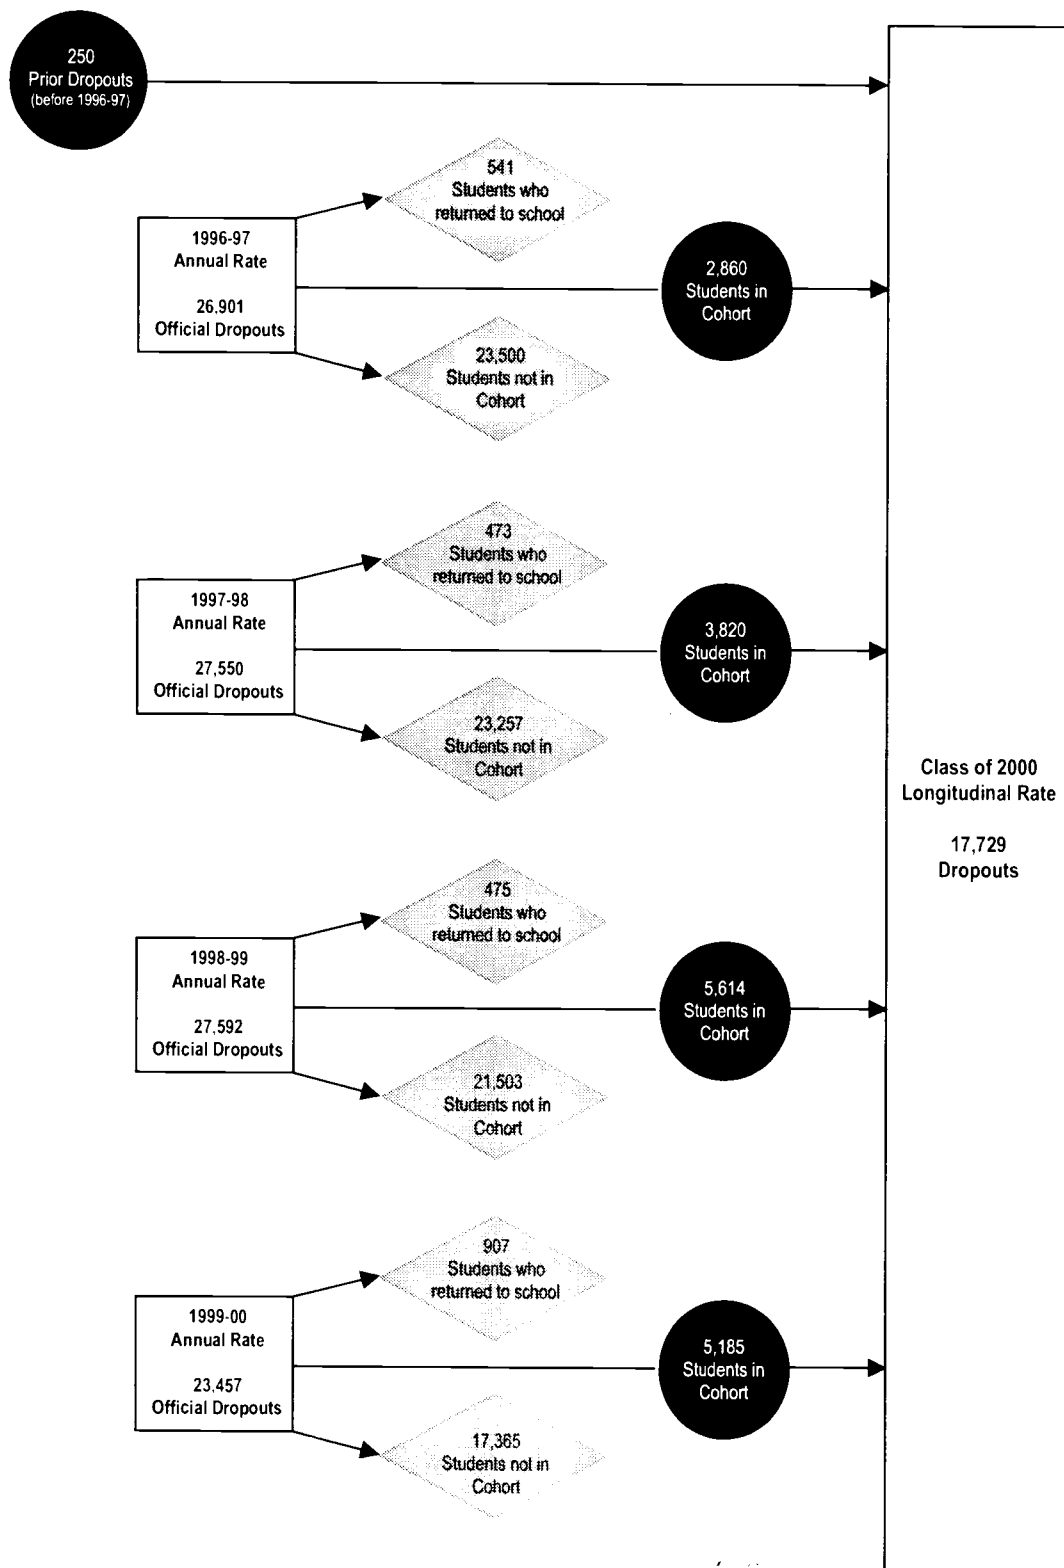 250
Prior Dropouts
(before 1996-97)
541
Students who
returned to school
1996-97
Annual Rate
26,901
Official Dropouts
2,860
Students in
Cohort
23,500
Students not in
Cohort
473
Students who
returned to school
1997-98
Annual Rate
27,550
Official Dropouts
3,820
Students in
Cohort
23,257
Students not in
Cohort
Class of 2000
Longitudinal Rate
17,729
Dropouts
475
Students who
returned to school
1998-99
Annual Rate
27,592
Official Dropouts
5,614
Students in
Cohort
21,503
Students not in
Cohort
907
Students who
returned to school
1999-00
Annual Rate
23,457
Official Dropouts
5,185
Students in
Cohort
17,365
Students not in
Cohort